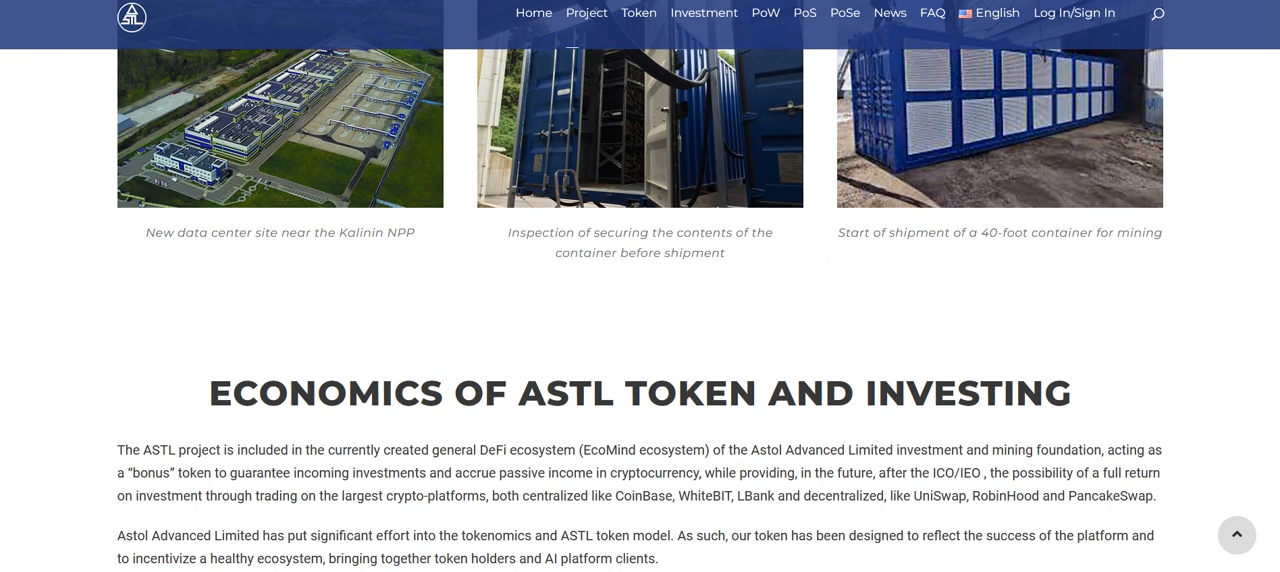 ASTL
Home Project Token Investment PoW PoS PoSe News FAQ English Log In/Sign In
New data center site near the Kalinin NPP
Inspection of securing the contents of the
container before shipment
Start of shipment of a 40-foot container for mining
ECONOMICS OF ASTL TOKEN AND INVESTING
The ASTL project is included in the currently created general DeFi ecosystem (EcoMind ecosystem) of the Astol Advanced Limited investment and mining foundation, acting as
a “bonus” token to guarantee incoming investments and accrue passive income in cryptocurrency, while providing, in the future, after the ICO/IEO , the possibility of a full return
on investment through trading on the largest crypto-platforms, both centralized like CoinBase, WhiteBIT, LBank and decentralized, like UniSwap, RobinHood and PancakeSwap.
Astol Advanced Limited has put significant effort into the tokenomics and ASTL token model. As such, our token has been designed to reflect the success of the platform and
to incentivize a healthy ecosystem, bringing together token holders and AI platform clients.